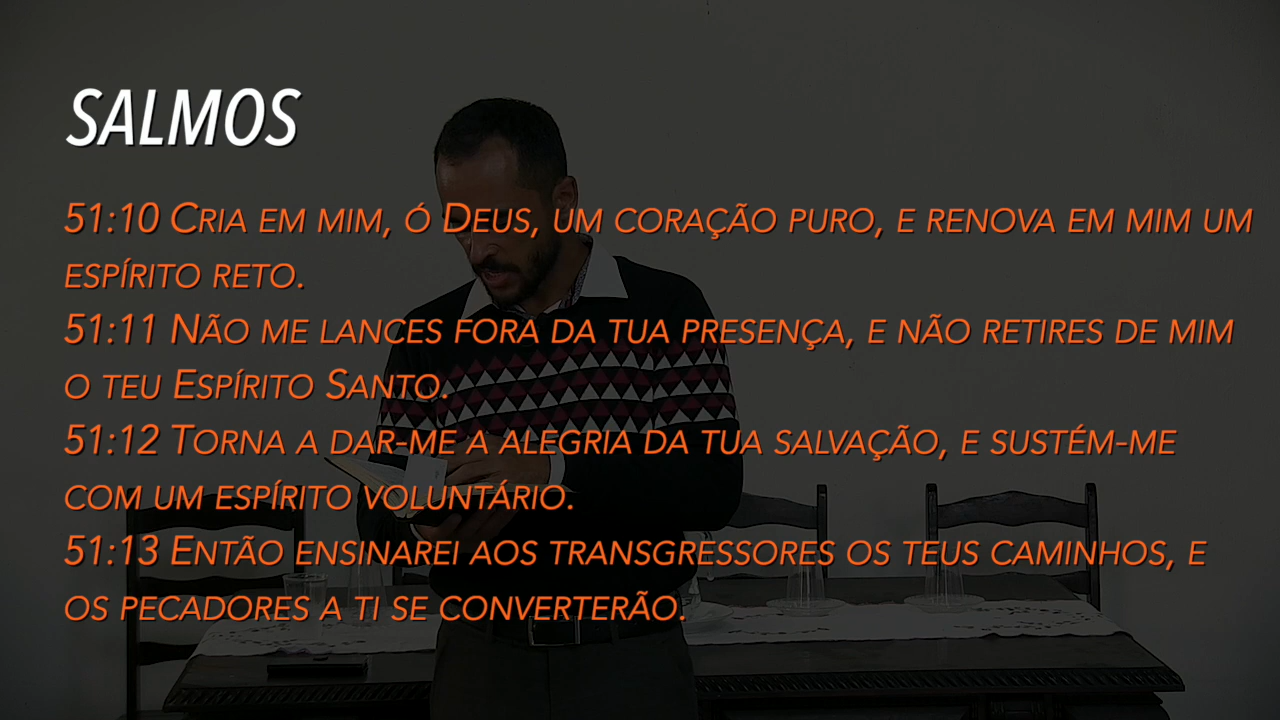 SALMOS
51:10 Cria em mim, ó Deus, um coração puro, e renova em mim um
espírito reto.
51:11 Não me lances fora da tua presença, e não retires de mim
o teu Espírito Santo.
51:12 Torna a dar-me a alegria da tua salvação, e sustém-me
com um espírito voluntário.
51:13 Então ensinarei aos transgressores os teus caminhos, e
os pecadores a ti se converterão.